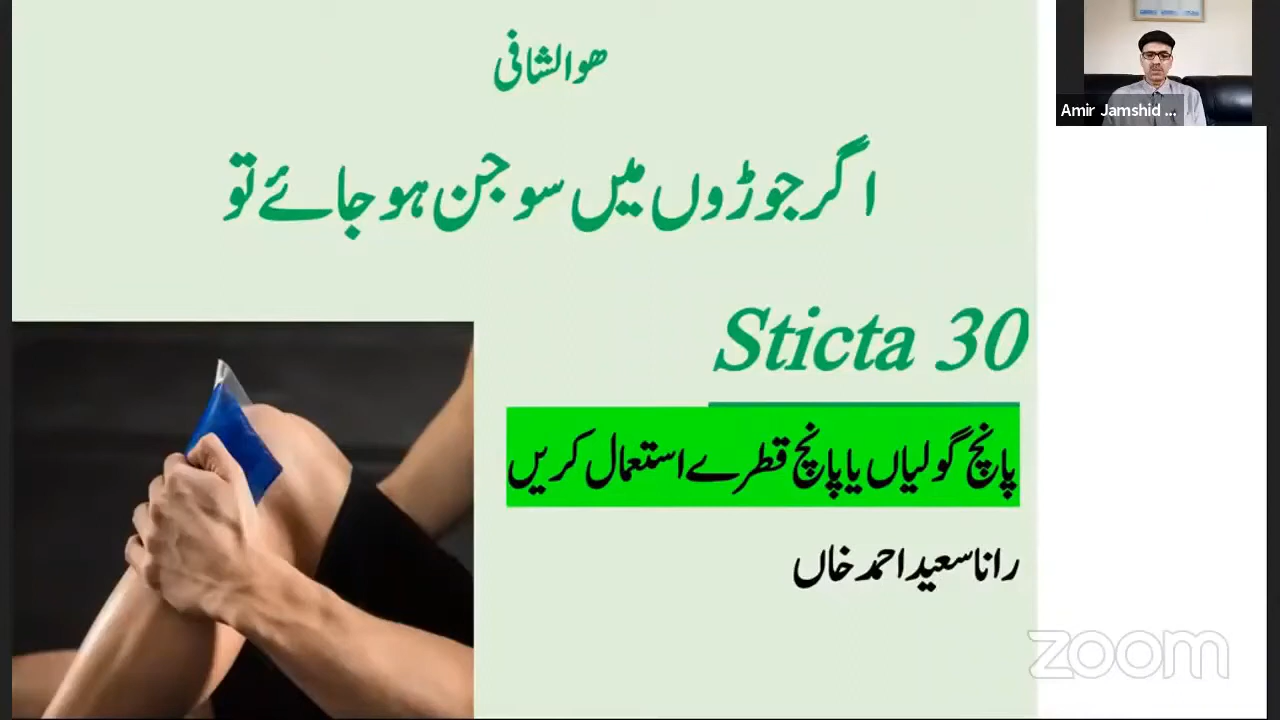 ھوالشافی
اگر جوڑوں میں سوجن ہو جائے تو
Sticta 30
پانچ گولیاں یا پانچ قطرے استعمال کریں
رانا سعید احمد خاں
Amir Jamshid ...
zoom